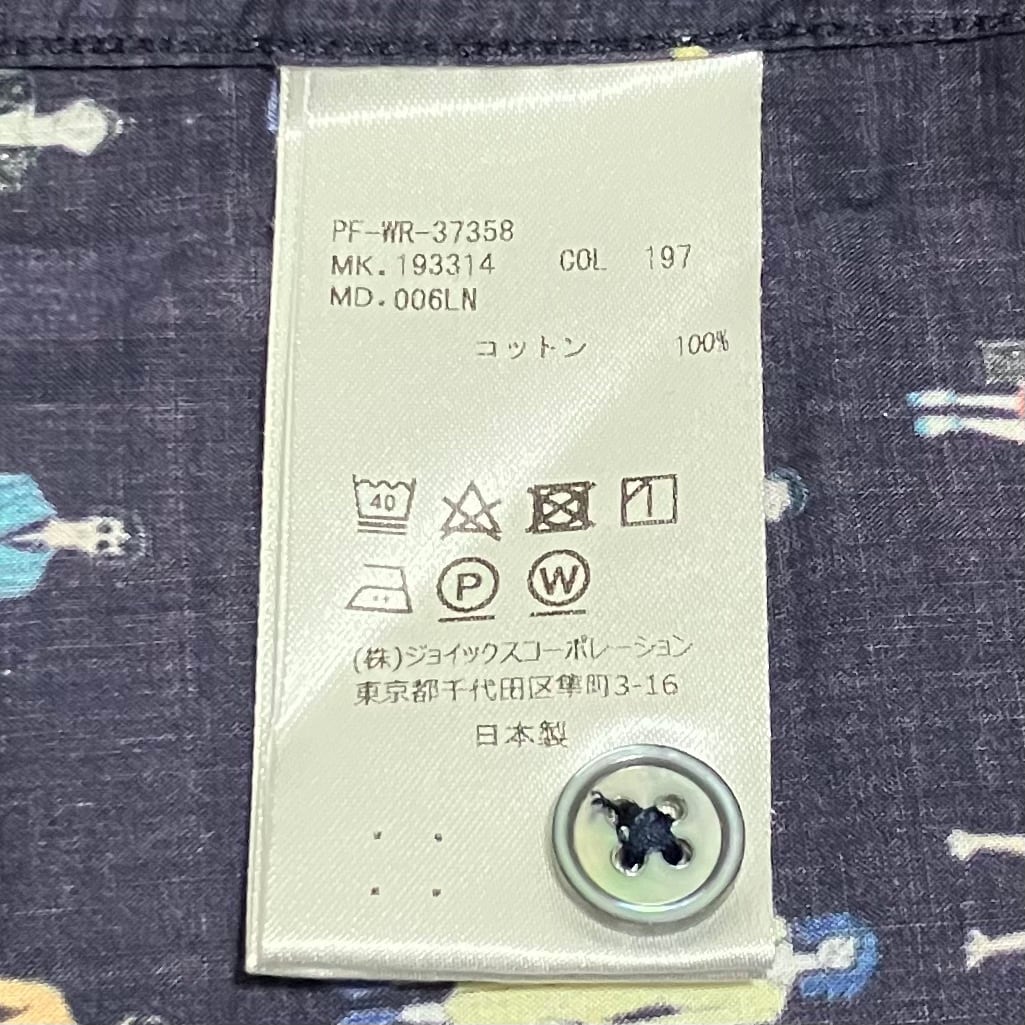 PF-WR-37358
MK.193314 COL 197
MD.006LN
コットン 100%
40
P W
(株)ジョイックスコーポレーション
東京都千代田区隼町3-16
日本製